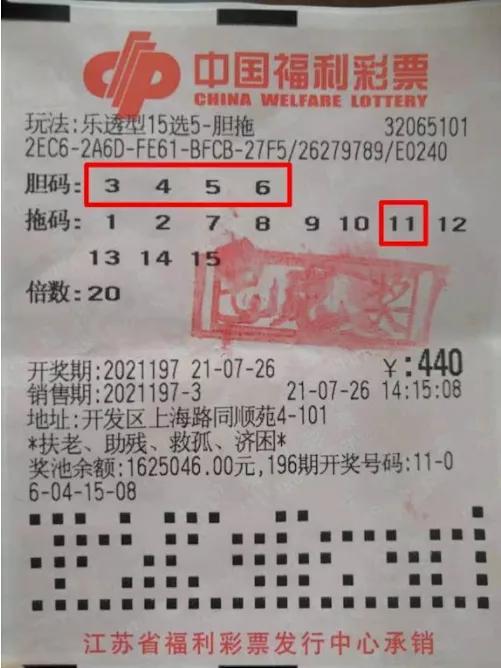 中国福利彩票
CHINA WELFARE LOTTERY
玩法:乐透型15选5-胆拖 32065101
2EC6-2A6D-FE61-BFCB-27F5/26279789/E0240
胆码: 3 4 5 6
拖码: 1 2 7 8 9 10 11 12
13 14 15
倍数:20
开奖期:2021197 21-07-26 ¥:440
销售期:2021197-3 21-07-26 14:15:08
地址:开发区上海路同顺苑4-101
*扶老、助残、救孤、济困*
奖池余额:1625046.00元,196期开奖号码:11-0
6-04-15-08
江苏省福利彩票发行中心承销